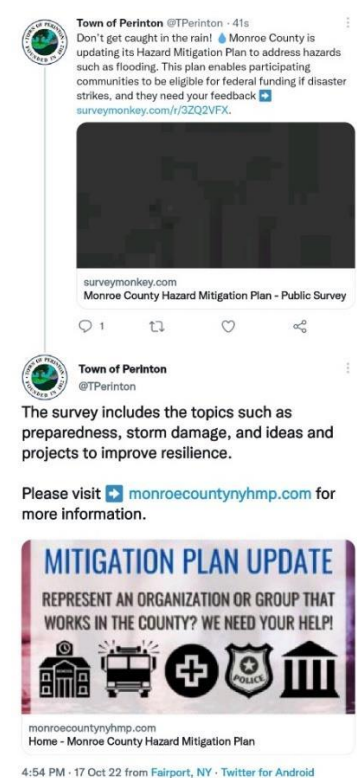 Town of Perinton @TPerinton · 41s
Don't get caught in the rain! 💧 Monroe County is
updating its Hazard Mitigation Plan to address hazards
such as flooding. This plan enables participating
communities to be eligible for federal funding if disaster
strikes, and they need your feedback ➡️
surveymonkey.com/r/3ZQ2VFX.
surveymonkey.com
Monroe County Hazard Mitigation Plan - Public Survey
1
Town of Perinton
@TPerinton
The survey includes the topics such as
preparedness, storm damage, and ideas and
projects to improve resilience.
Please visit ➡️ monroecountynyhmp.com for
more information.
MITIGATION PLAN UPDATE
REPRESENT AN ORGANIZATION OR GROUP THAT
WORKS IN THE COUNTY? WE NEED YOUR HELP!
POLICE
monroecountynyhmp.com
Home - Monroe County Hazard Mitigation Plan
4:54 PM · 17 Oct 22 from Fairport, NY · Twitter for Android